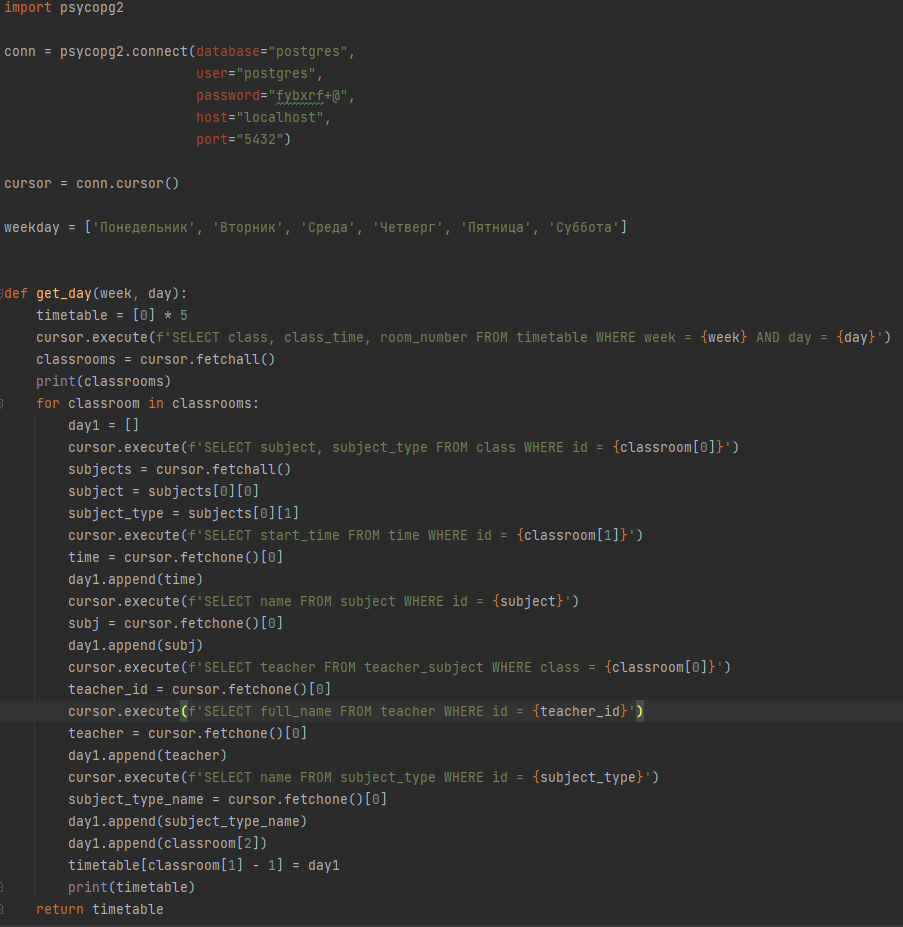 import psycopg2
conn = psycopg2.connect(database="postgres",
                        user="postgres",
                        password="fybxrf+@",
                        host="localhost",
                        port="5432")
cursor = conn.cursor()
weekday = ['Понедельник', 'Вторник', 'Среда', 'Четверг', 'Пятница', 'Суббота']
def get_day(week, day):
    timetable = [0] * 5
    cursor.execute(f'SELECT class, class_time, room_number FROM timetable WHERE week = {week} AND day = {day}')
    classrooms = cursor.fetchall()
    print(classrooms)
    for classroom in classrooms:
        day1 = []
        cursor.execute(f'SELECT subject, subject_type FROM class WHERE id = {classroom[0]}')
        subjects = cursor.fetchall()
        subject = subjects[0][0]
        subject_type = subjects[0][1]
        cursor.execute(f'SELECT start_time FROM time WHERE id = {classroom[1]}')
        time = cursor.fetchone()[0]
        day1.append(time)
        cursor.execute(f'SELECT name FROM subject WHERE id = {subject}')
        subj = cursor.fetchone()[0]
        day1.append(subj)
        cursor.execute(f'SELECT teacher FROM teacher_subject WHERE class = {classroom[0]}')
        teacher_id = cursor.fetchone()[0]
        cursor.execute(f'SELECT full_name FROM teacher WHERE id = {teacher_id}')
        teacher = cursor.fetchone()[0]
        day1.append(teacher)
        cursor.execute(f'SELECT name FROM subject_type WHERE id = {subject_type}')
        subject_type_name = cursor.fetchone()[0]
        day1.append(subject_type_name)
        day1.append(classroom[2])
        timetable[classroom[1] - 1] = day1
        print(timetable)
    return timetable